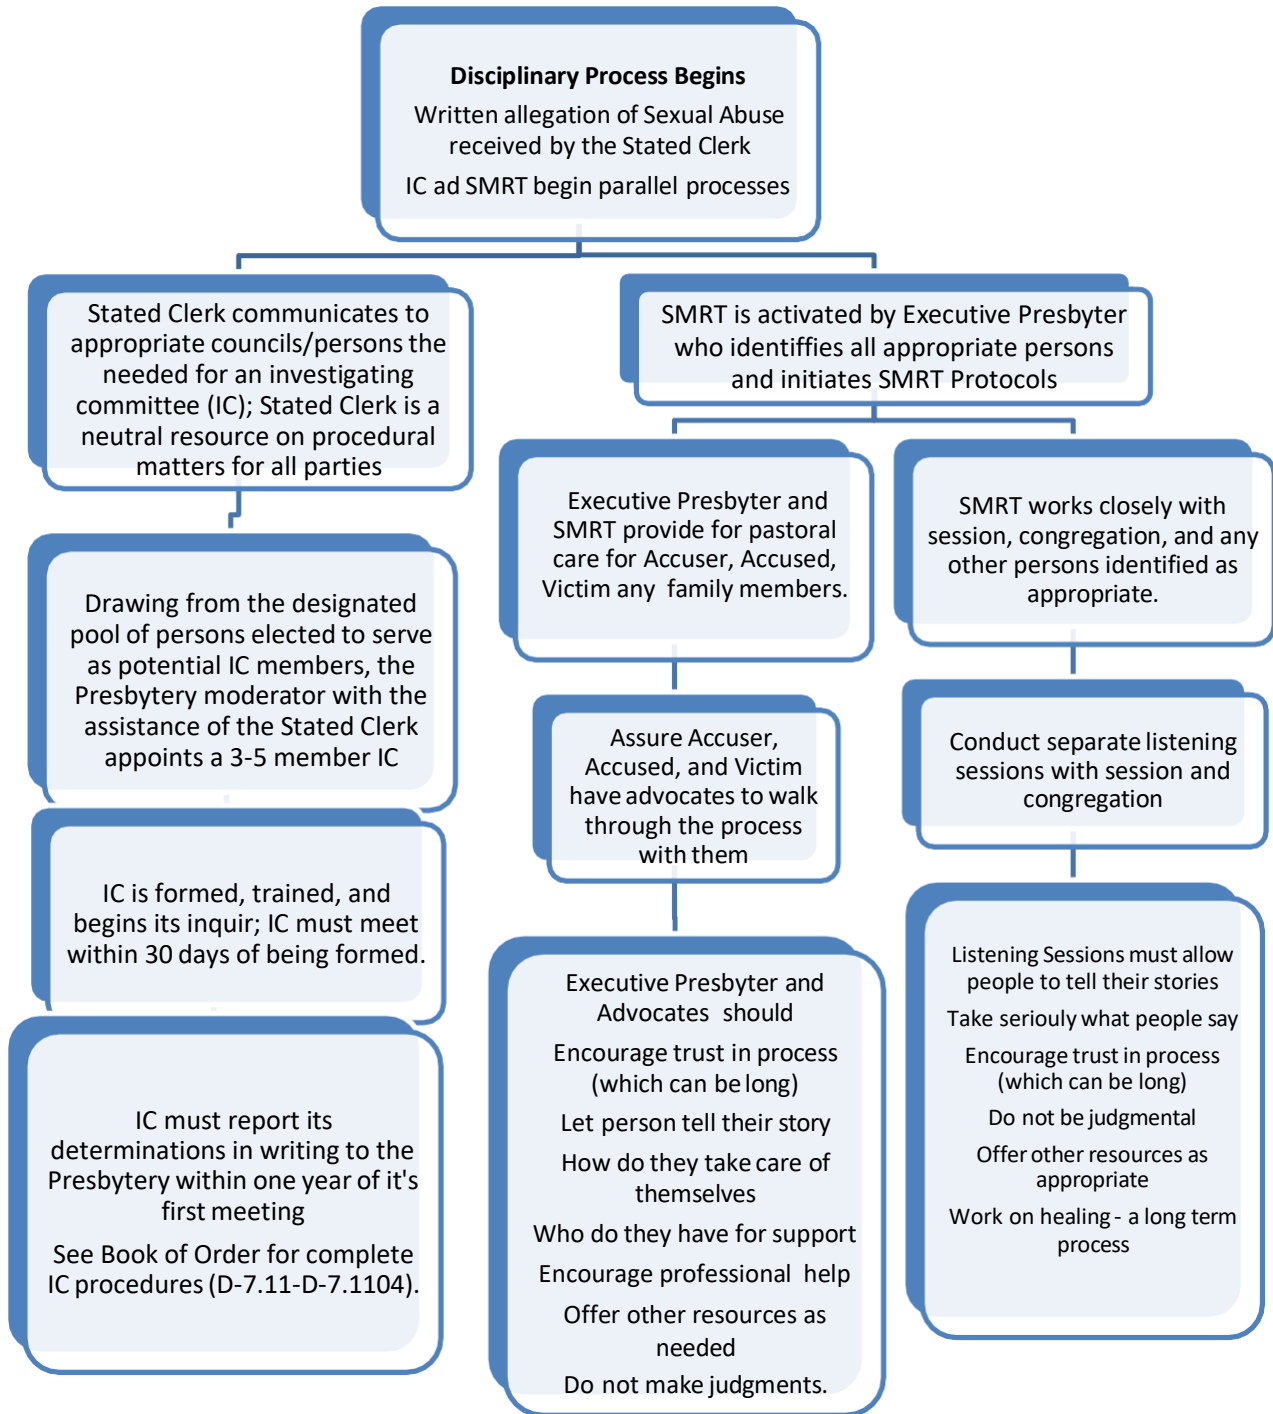 Disciplinary Process Begins
Written allegation of Sexual Abuse
received by the Stated Clerk
IC ad SMRT begin parallel processes
Stated Clerk communicates to
appropriate councils/persons the
needed for an investigating
committee (IC); Stated Clerk is a
neutral resource on procedural
matters for all parties
Drawing from the designated
pool of persons elected to serve
as potential IC members, the
Presbytery moderator with the
assistance of the Stated Clerk
appoints a 3-5 member IC
IC is formed, trained, and
begins its inquir; IC must meet
within 30 days of being formed.
IC must report its
determinations in writing to the
Presbytery within one year of it's
first meeting
See Book of Order for complete
IC procedures (D-7.11-D-7.1104).
SMRT is activated by Executive Presbyter
who identiffies all appropriate persons
and initiates SMRT Protocols
Executive Presbyter and
SMRT provide for pastoral
care for Accuser, Accused,
Victim any family members.
Assure Accuser,
Accused, and Victim
have advocates to walk
through the process
with them
Executive Presbyter and
Advocates should
Encourage trust in process
(which can be long)
Let person tell their story
How do they take care of
themselves
Who do they have for support
Encourage professional help
Offer other resources as
needed
Do not make judgments.
SMRT works closely with
session, congregation, and any
other persons identified as
appropriate.
Conduct separate listening
sessions with session and
congregation
Listening Sessions must allow
people to tell their stories
Take seriouly what people say
Encourage trust in process
(which can be long)
Do not be judgmental
Offer other resources as
appropriate
Work on healing - a long term
process